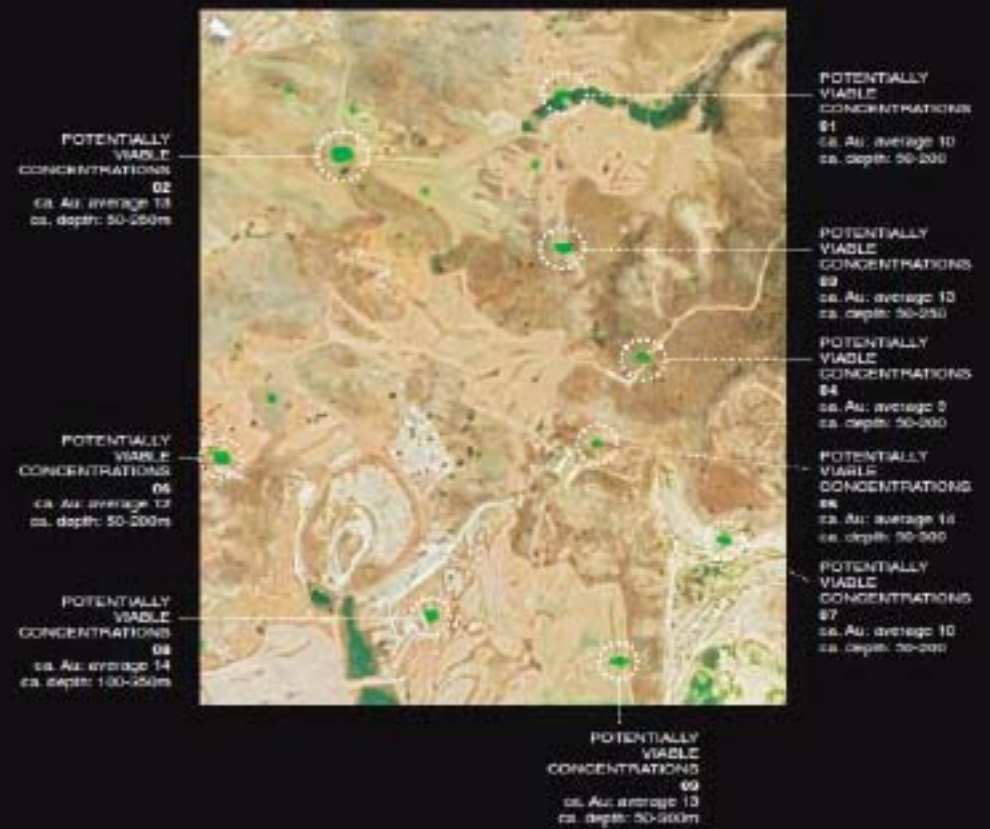 POTENTIALLY
VIABLE
CONCENTRATIONS
01
ca. Au: average 10
ca. depth: 50-200
POTENTIALLY
VIABLE
CONCENTRATIONS
02
ca. Au: average 13
ca. depth: 50-250m
POTENTIALLY
VIABLE
CONCENTRATIONS
03
ca. Au: average 13
ca. depth: 50-250
POTENTIALLY
VIABLE
CONCENTRATIONS
04
ca. Au: average
ca. depth: 50-200
POTENTIALLY
VIABLE
CONCENTRATIONS
ca. Au: average 12
ca. depth: 50-200m
POTENTIALLY
VIABLE
CONCENTRATIONS
ca. Au: average 14
ca. depth: 50-300
POTENTIALLY
VIABLE
CONCENTRATIONS
07
ca. Au: average 10
ca. depth: 50-200
POTENTIALLY
VIABLE
CONCENTRATIONS
08
ca. Au: average 14
ca. depth: 100-350m
POTENTIALLY
VIABLE
CONCENTRATIONS
09
ca. Au: average 13
ca. depth: 50-300m